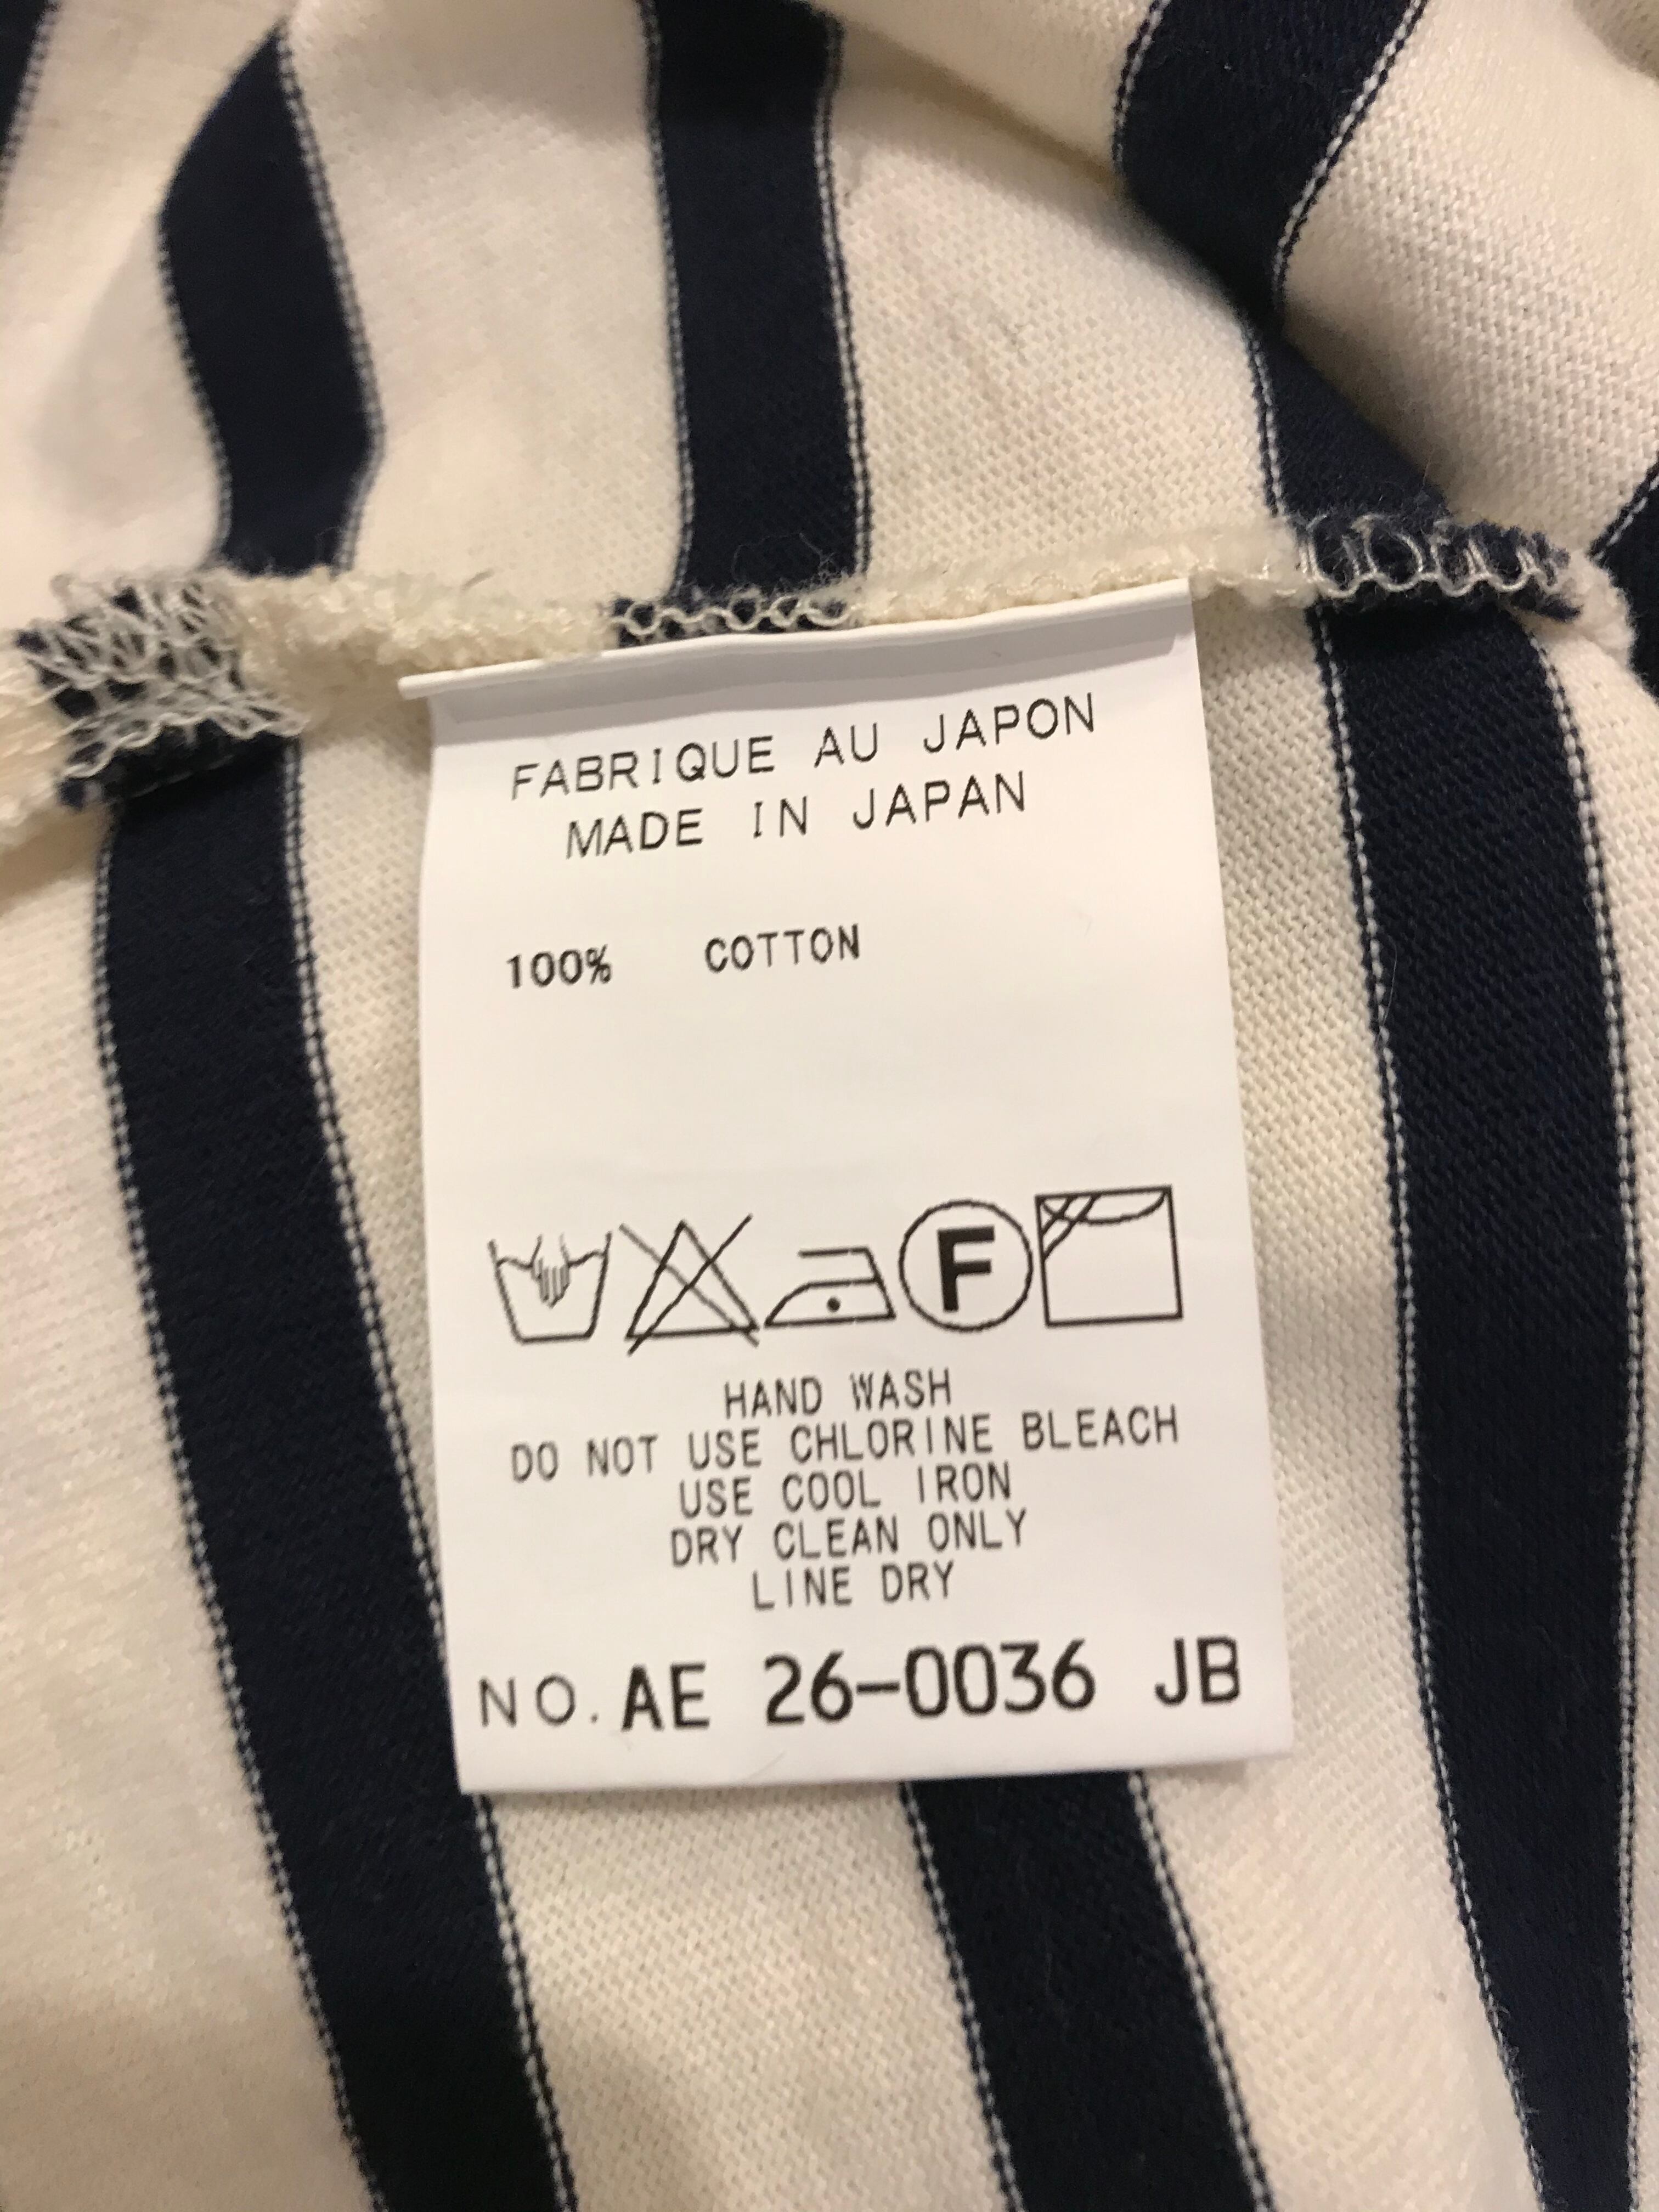 FABRIQUE AU JAPON
MADE IN JAPAN
100% COTTON
F
HAND WASH
DO NOT USE CHLORINE BLEACH
USE COOL IRON
DRY CLEAN ONLY
LINE DRY
NO. AE 26-0036 JB